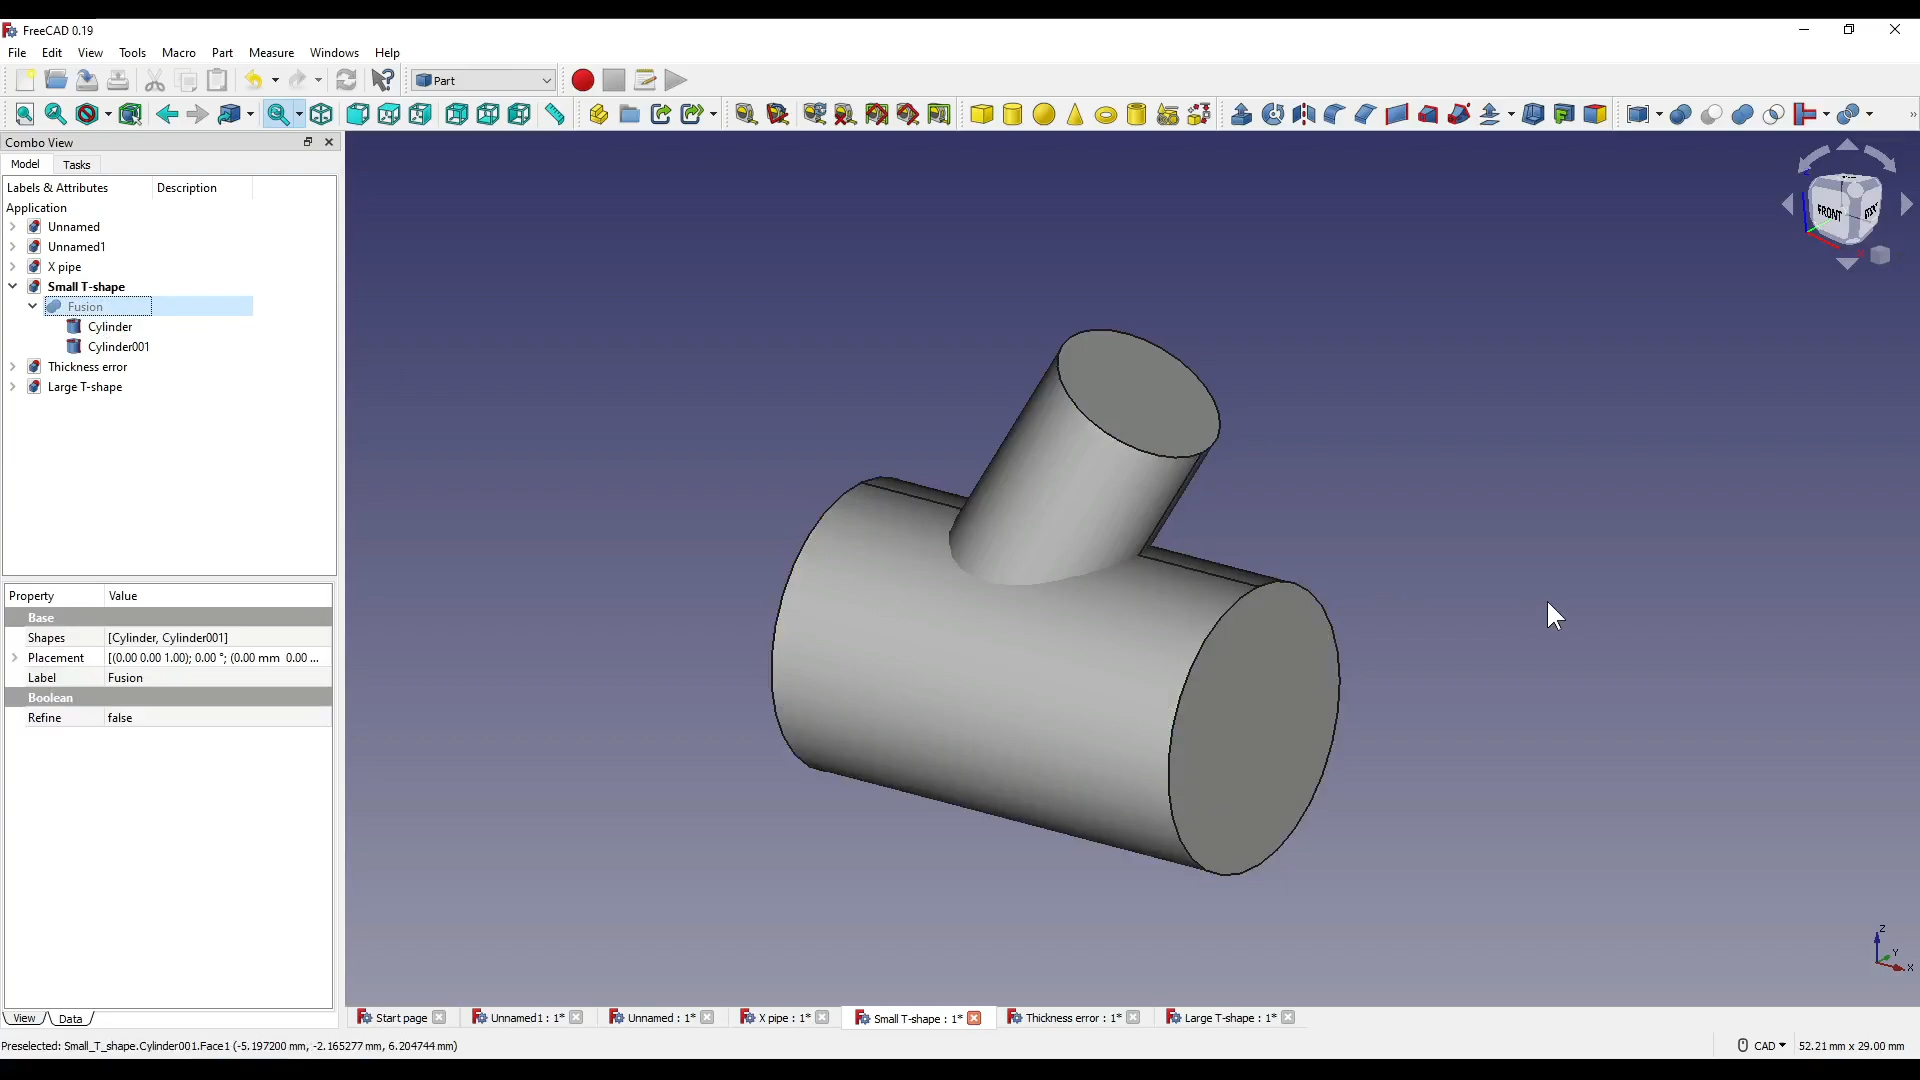 FreeCAD 0.19
File Edit View Tools Macro Part Measure Windows Help
Part
Combo View
Model Tasks
Labels & Attributes Description
Application
Unnamed
Unnamed1
X pipe
Small T-shape
Fusion
Cylinder
Cylinder001
Thickness error
Large T-shape
FRONT
Property Value
Base
Shapes [Cylinder, Cylinder001]
Placement [(0.00 0.00 1.00); 0.00 °; (0.00 mm 0.00 ...
Label Fusion
Boolean
Refine false
Z
Y
X
View Data
Start page Unnamed1 : 1* Unnamed : 1* X pipe : 1* Small T-shape : 1* Thickness error : 1* Large T-shape : 1*
Preselected: Small_T_shape.Cylinder001.Face1 (-5.197200 mm, -2.165277 mm, 6.204744 mm) CAD 52.21 mm x 29.00 mm